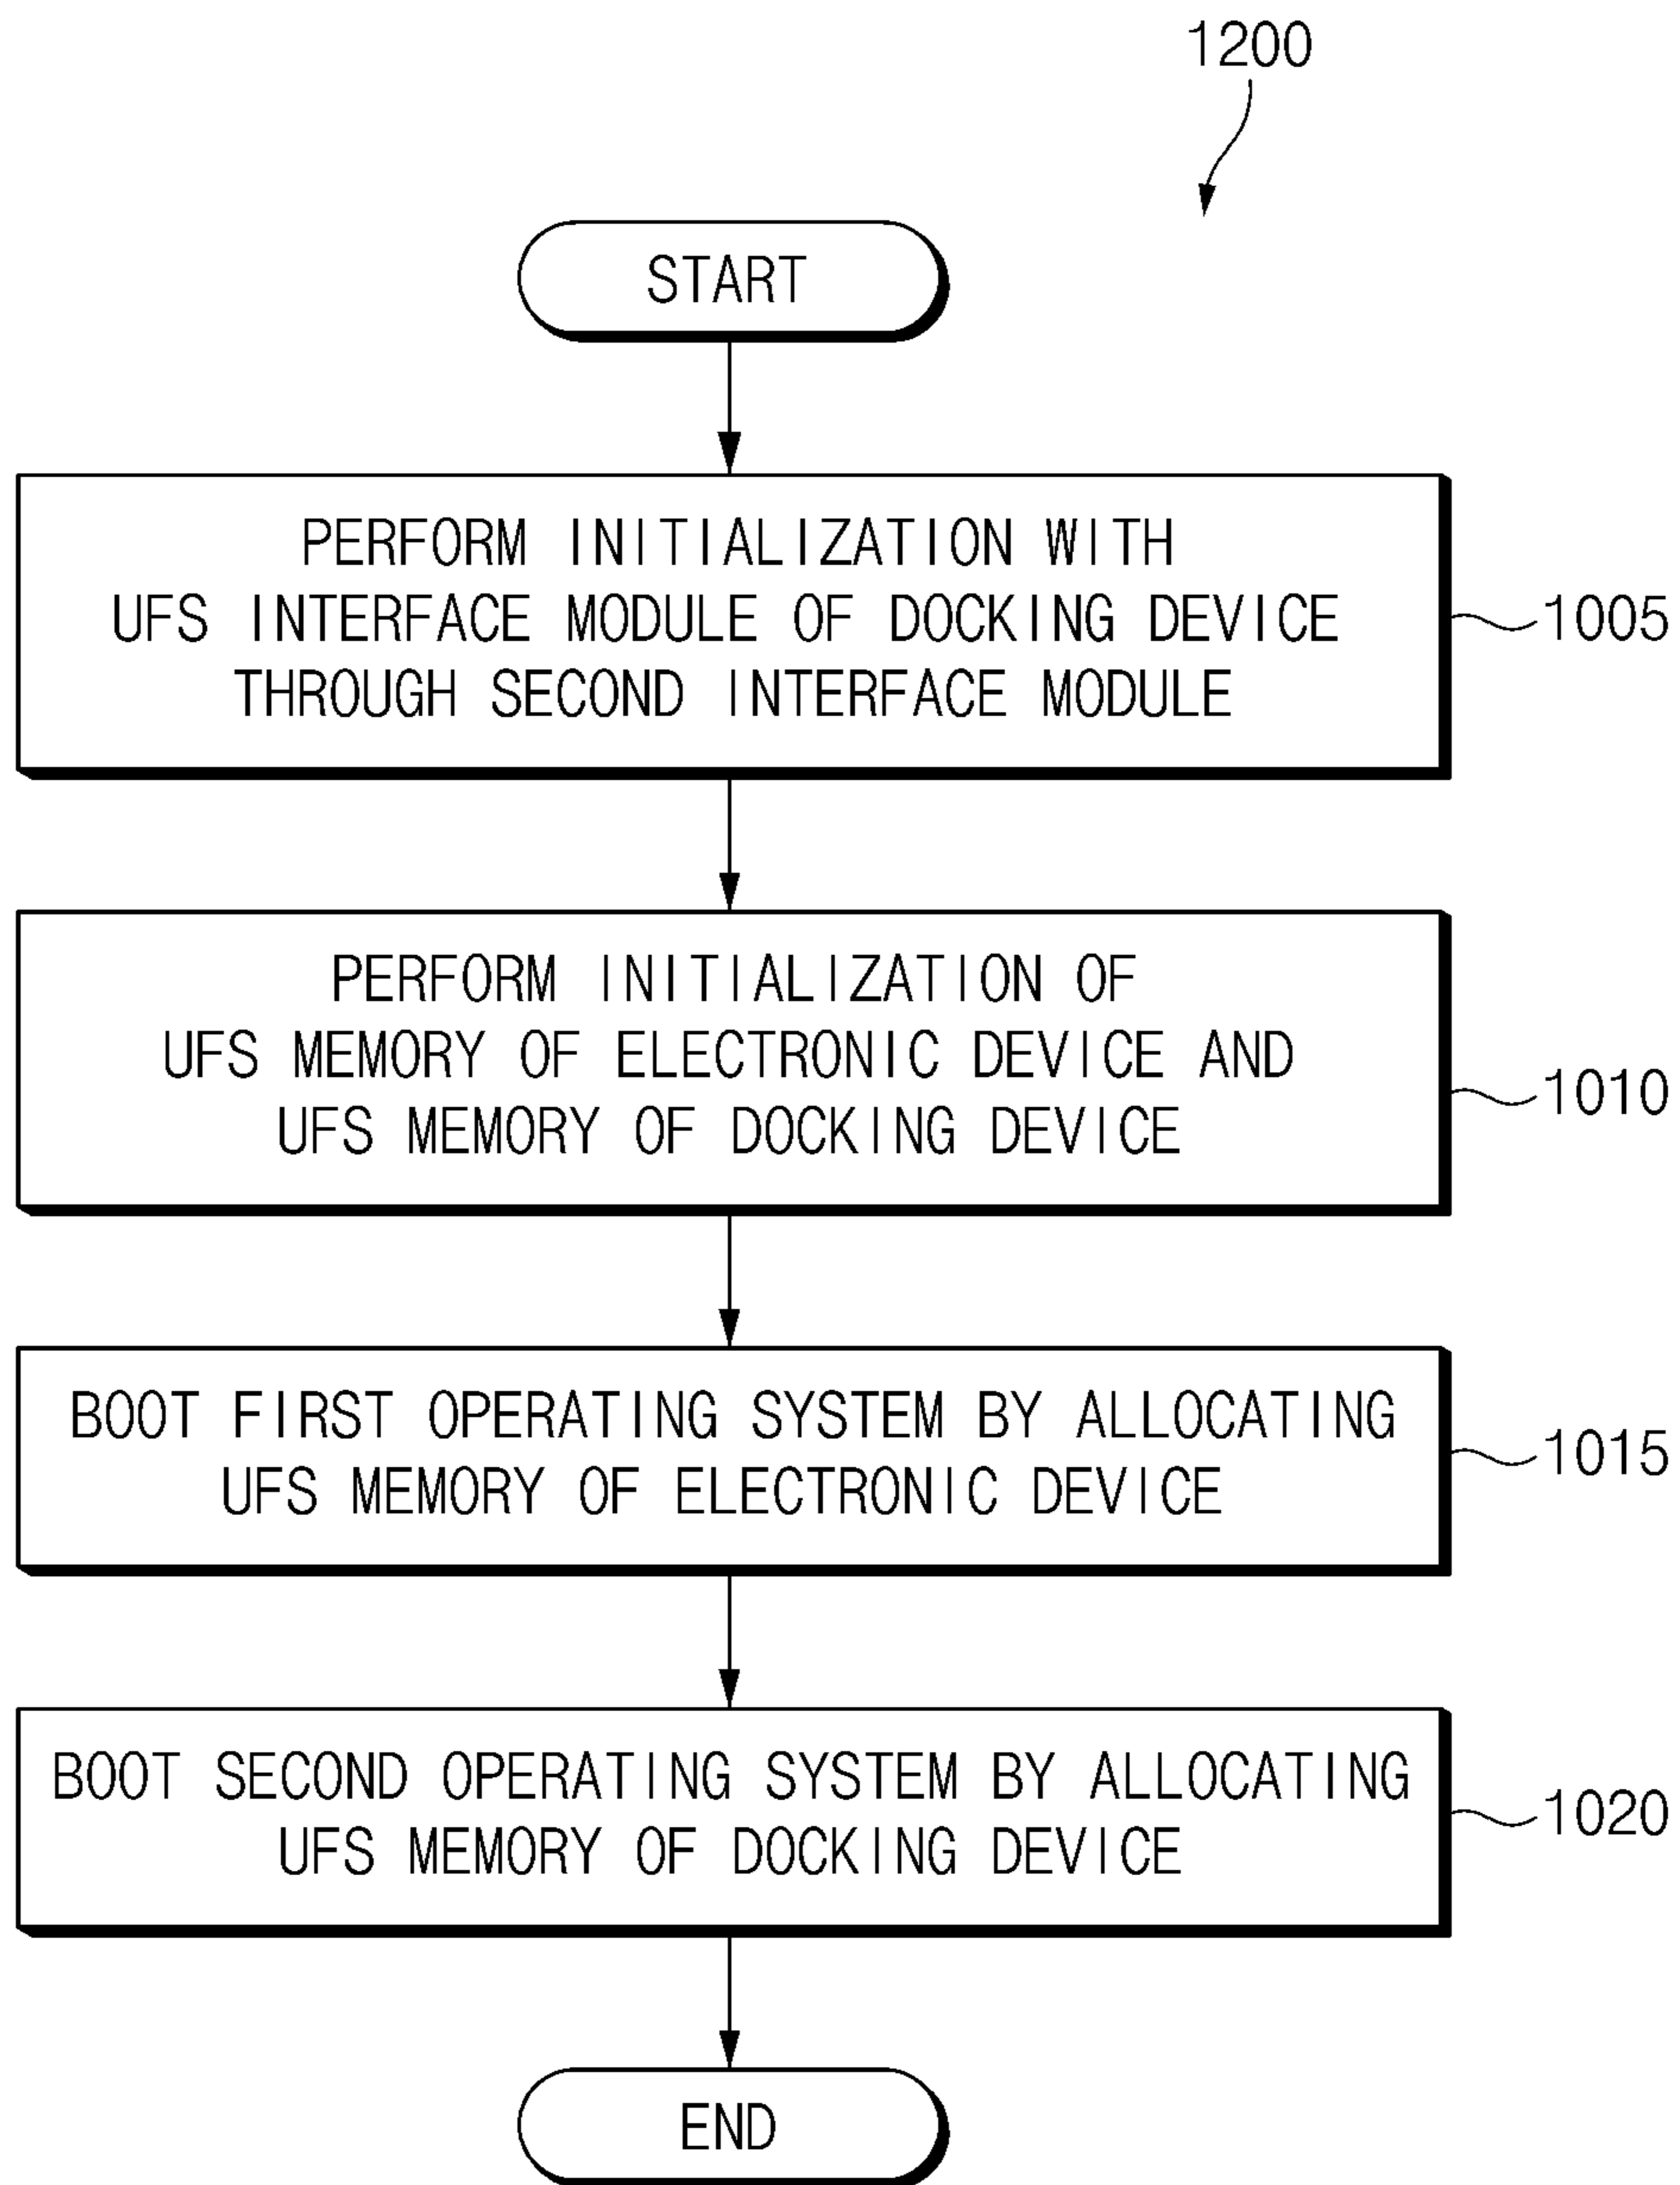 1200
START
PERFORM INITIALIZATION WITH
UFS INTERFACE MODULE OF DOCKING DEVICE
THROUGH SECOND INTERFACE MODULE
1005
PERFORM INITIALIZATION OF
UFS MEMORY OF ELECTRONIC DEVICE AND
UFS MEMORY OF DOCKING DEVICE
1010
BOOT FIRST OPERATING SYSTEM BY ALLOCATING
UFS MEMORY OF ELECTRONIC DEVICE
1015
BOOT SECOND OPERATING SYSTEM BY ALLOCATING
UFS MEMORY OF DOCKING DEVICE
1020
END